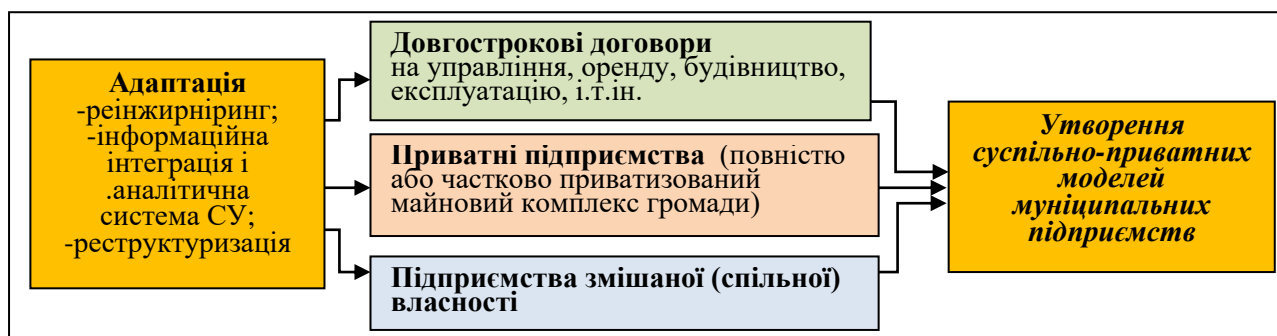 Адаптація
-реінжирніринг;
-інформаційна
інтеграція і
.аналітична
система СУ;
-реструктуризація
Довгострокові договори
на управління, оренду, будівництво,
експлуатацію, і.т.ін.
Приватні підприємства (повністю
або частково приватизований
майновий комплекс громади)
Підприємства змішаної (спільної)
власності
Утворення
суспільно-приватних
моделей
муніципальних
підприємств